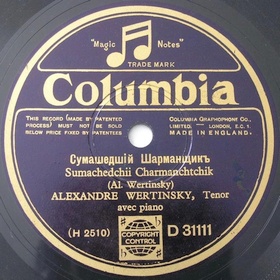 "Magic Notes"
TRADE MARK
Columbia
THIS RECORD (MADE BY PATENTED
PROCESS) MUST NOT BE SOLD
BELOW PRICE FIXED BY PATENTEES
COLUMBIA GRAPHOPHONE Co.
LIMITED. — LONDON, E.C.1.
MADE IN ENGLAND.
Сумашедшій Шарманщикъ
Sumachedchii Charmanchtchik
(Al. Wertinsky)
ALEXANDRE WERTINSKY, Tenor
avec piano
(H 2510)
COPYRIGHT
CONTROL
D 31111